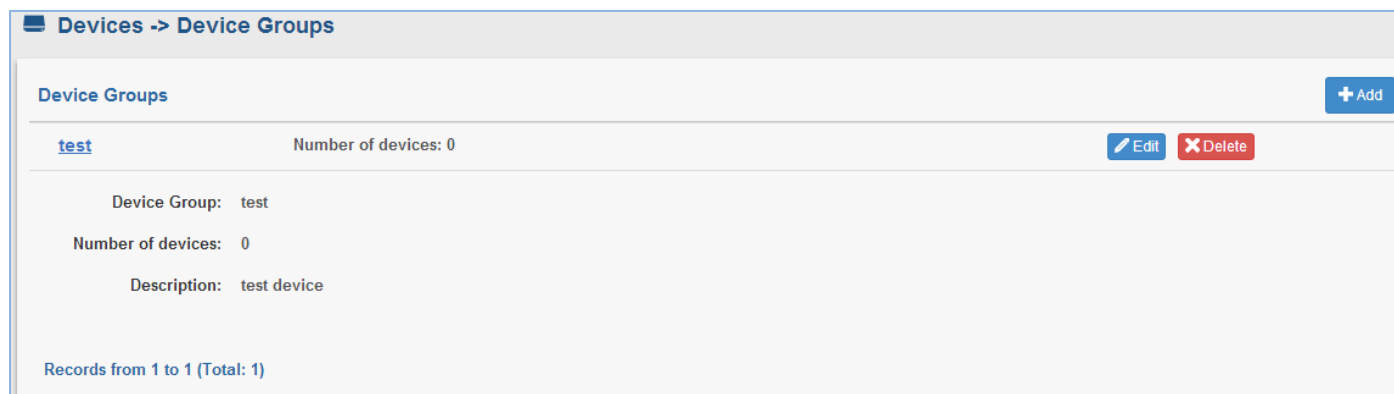 Devices -> Device Groups
Device Groups
Add
test Number of devices: 0 Edit Delete
Device Group: test
Number of devices: 0
Description: test device
Records from 1 to 1 (Total: 1)